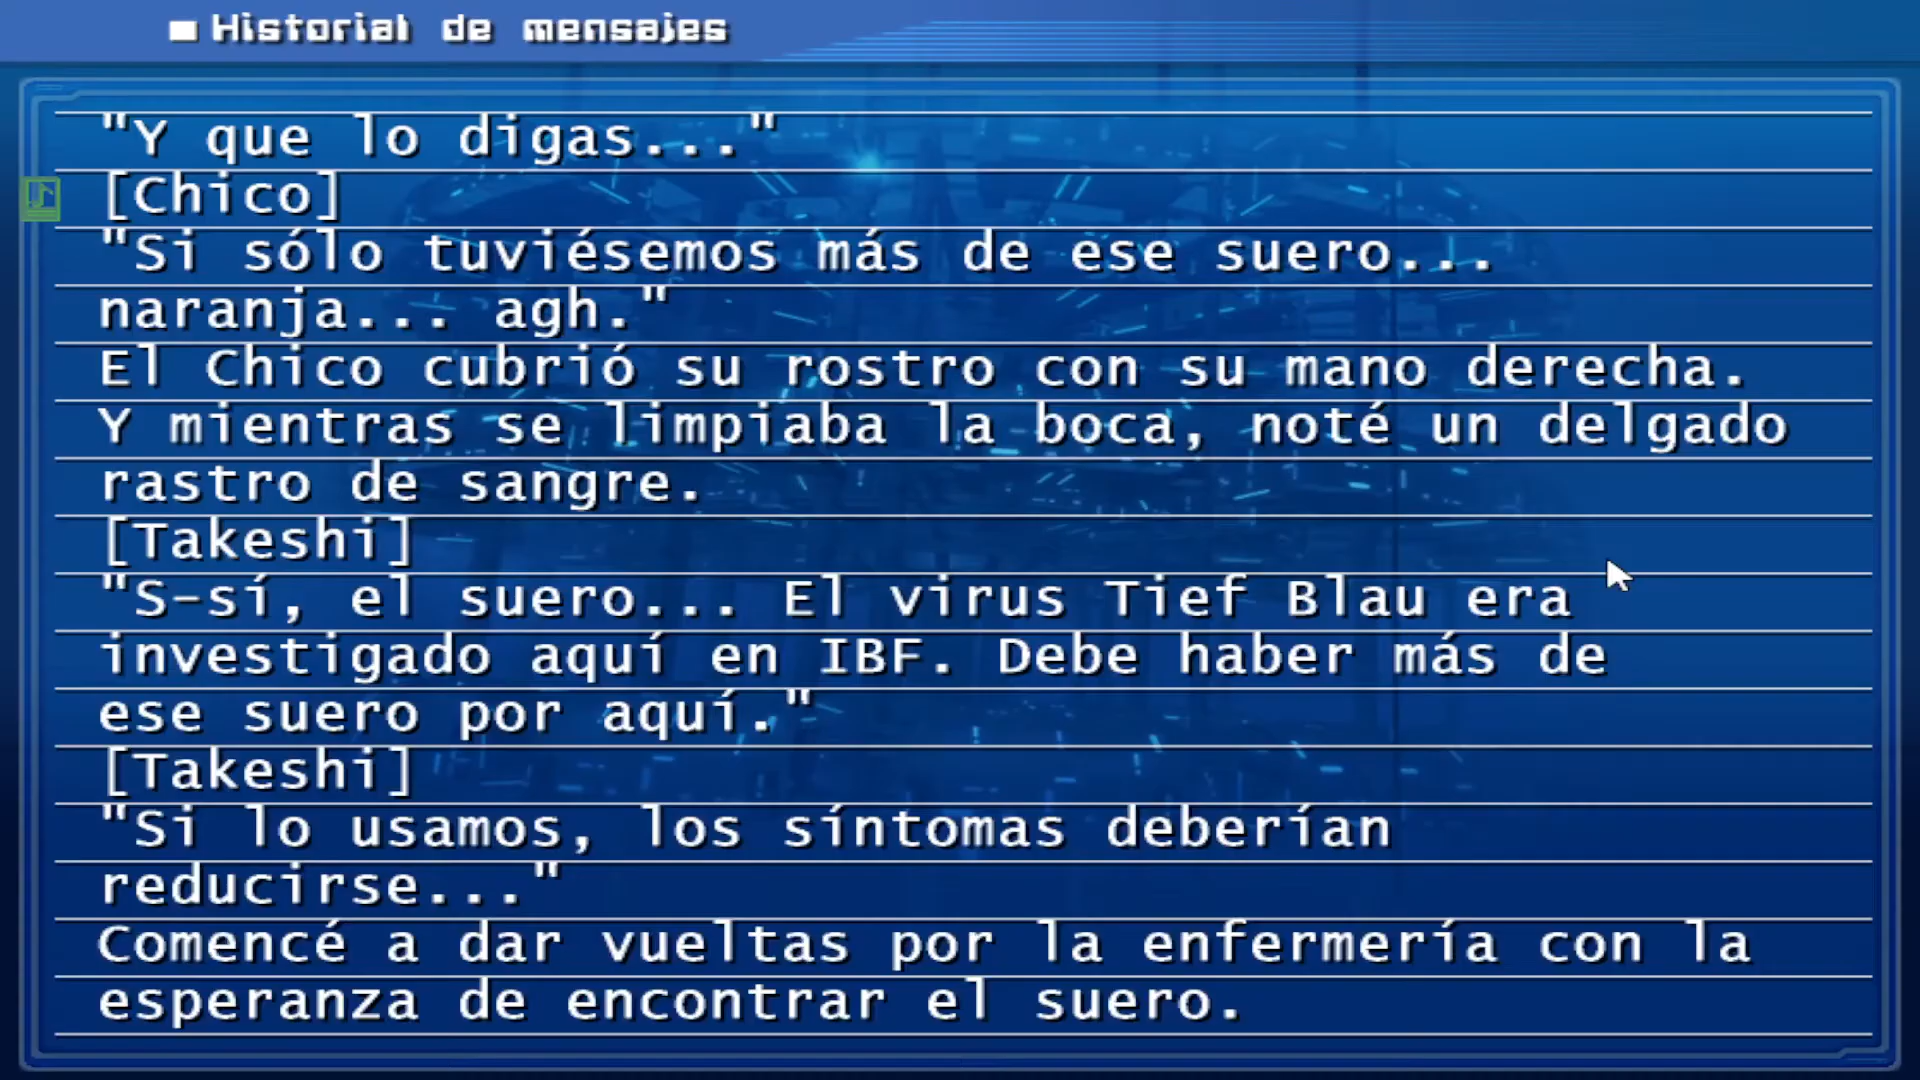 Historial de mensajes
"Y que lo digas..."
[Chico]
"Si sólo tuviésemos más de ese suero...
naranja... agh."
El Chico cubrió su rostro con su mano derecha.
Y mientras se limpiaba la boca, noté un delgado
rastro de sangre.
[Takeshi]
"S-sí, el suero... El virus Tief Blau era
investigado aquí en IBF. Debe haber más de
ese suero por aquí."
[Takeshi]
"Si lo usamos, los síntomas deberían
reducirse..."
Comencé a dar vueltas por la enfermería con la
esperanza de encontrar el suero.